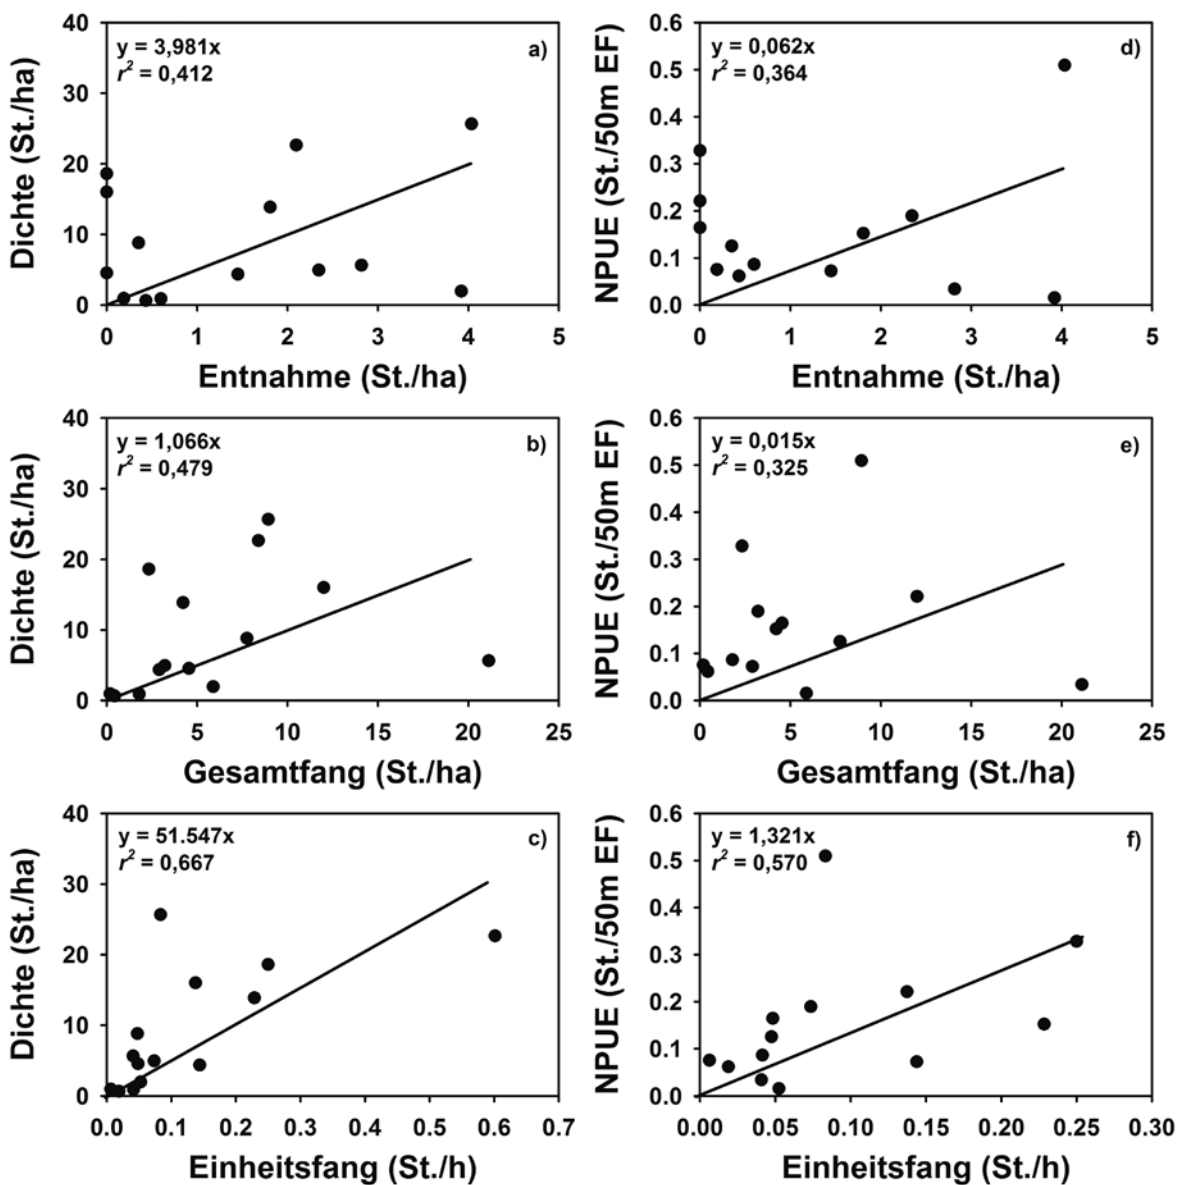 y = 3,981x
r² = 0,412
a)
Dichte (St./ha)
40
30
20
10
0
0 1 2 3 4 5
Entnahme (St./ha)
y = 0,062x
r² = 0,364
d)
NPUE (St./50m EF)
0.6
0.5
0.4
0.3
0.2
0.1
0.0
0 1 2 3 4 5
Entnahme (St./ha)
y = 1,066x
r² = 0,479
b)
Dichte (St./ha)
40
30
20
10
0
0 5 10 15 20 25
Gesamtfang (St./ha)
y = 0,015x
r² = 0,325
e)
NPUE (St./50m EF)
0.6
0.5
0.4
0.3
0.2
0.1
0.0
0 5 10 15 20 25
Gesamtfang (St./ha)
y = 51.547x
r² = 0,667
c)
Dichte (St./ha)
40
30
20
10
0
0.0 0.1 0.2 0.3 0.4 0.5 0.6 0.7
Einheitsfang (St./h)
y = 1,321x
r² = 0,570
f)
NPUE (St./50m EF)
0.6
0.5
0.4
0.3
0.2
0.1
0.0
0.00 0.05 0.10 0.15 0.20 0.25 0.30
Einheitsfang (St./h)